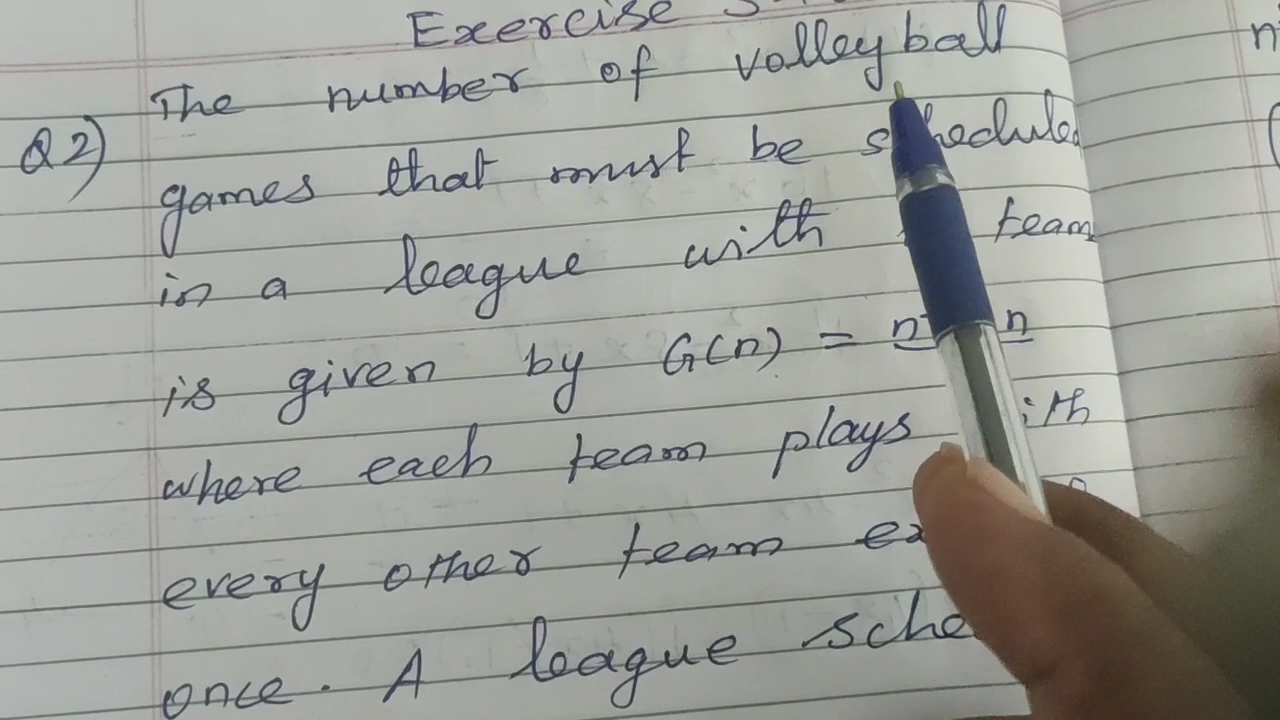 Exercise
The number of volleyball
Q2)
games that must be scheduled
in a league with team
is given by G(n) = n n
where each team plays
every other team
once. A league